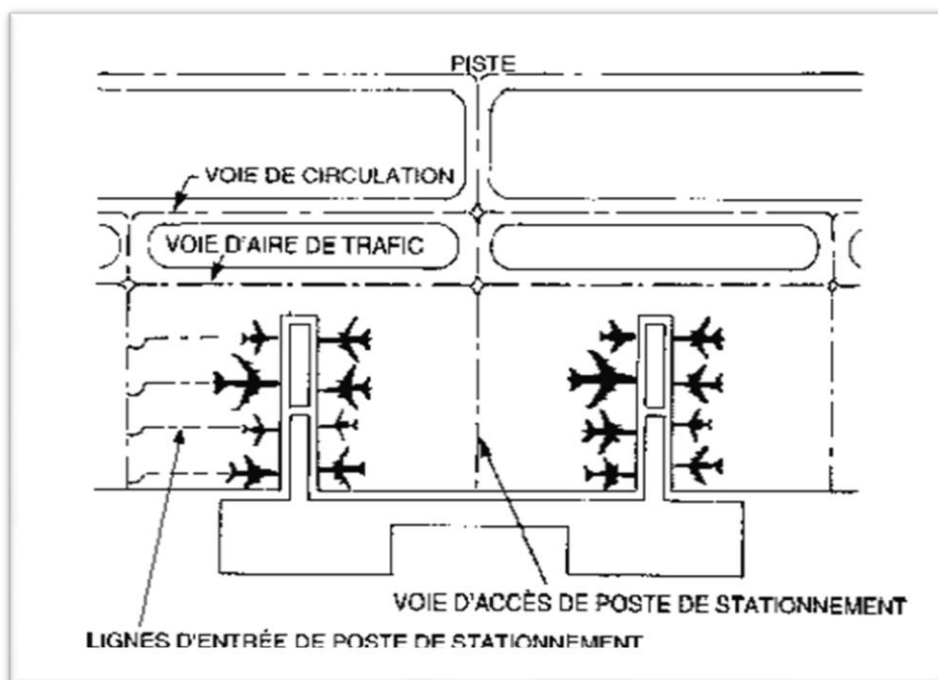 PISTE
VOIE DE CIRCULATION
VOIE D'AIRE DE TRAFIC
VOIE D'ACCÈS DE POSTE DE STATIONNEMENT
LIGNES D'ENTRÉE DE POSTE DE STATIONNEMENT